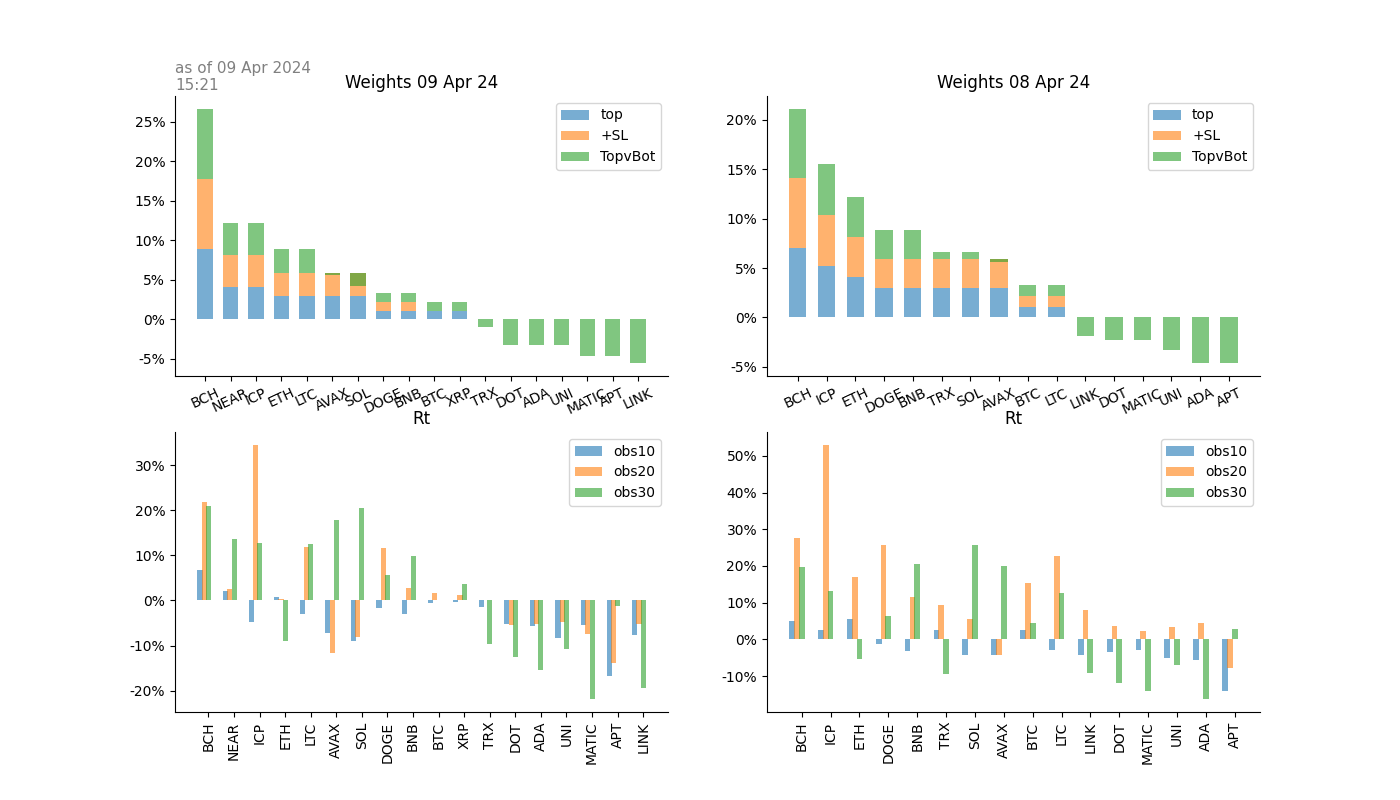 as of 09 Apr 2024
15:21
Weights 09 Apr 24
25%
20%
15%
10%
5%
0%
-5%
top
+SL
TopvBot
BCH NEAR ICP ETH LTC AVAX SOL DOGE BNB BTC XRP TRX DOT ADA UNI MATIC APT LINK
Weights 08 Apr 24
20%
15%
10%
5%
0%
-5%
top
+SL
TopvBot
BCH ICP ETH DOGE BNB TRX SOL AVAX BTC LTC LINK DOT MATIC UNI ADA APT
Rt
30%
20%
10%
0%
-10%
-20%
obs10
obs20
obs30
BCH NEAR ICP ETH LTC AVAX SOL DOGE BNB BTC XRP TRX DOT ADA UNI MATIC APT LINK
Rt
50%
40%
30%
20%
10%
0%
-10%
obs10
obs20
obs30
BCH ICP ETH DOGE BNB TRX SOL AVAX BTC LTC LINK DOT MATIC UNI ADA APT